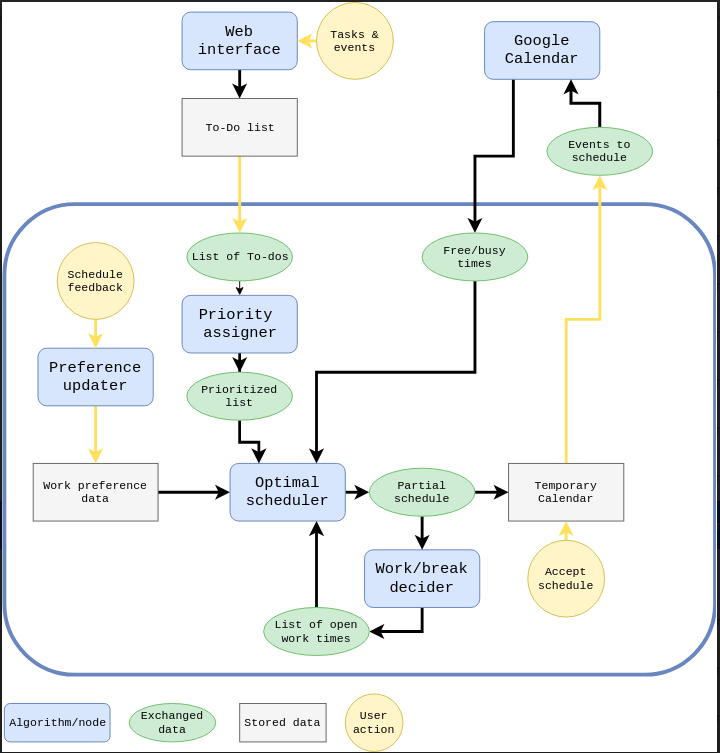 Web
interface
Tasks &
events
Google
Calendar
To-Do list
Events to
schedule
List of To-dos
Free/busy
times
Schedule
feedback
Priority
assigner
Preference
updater
Prioritized
list
Work preference
data
Optimal
scheduler
Partial
schedule
Temporary
Calendar
Work/break
decider
Accept
schedule
List of open
work times
Algorithm/node
Exchanged
data
Stored data
User
action